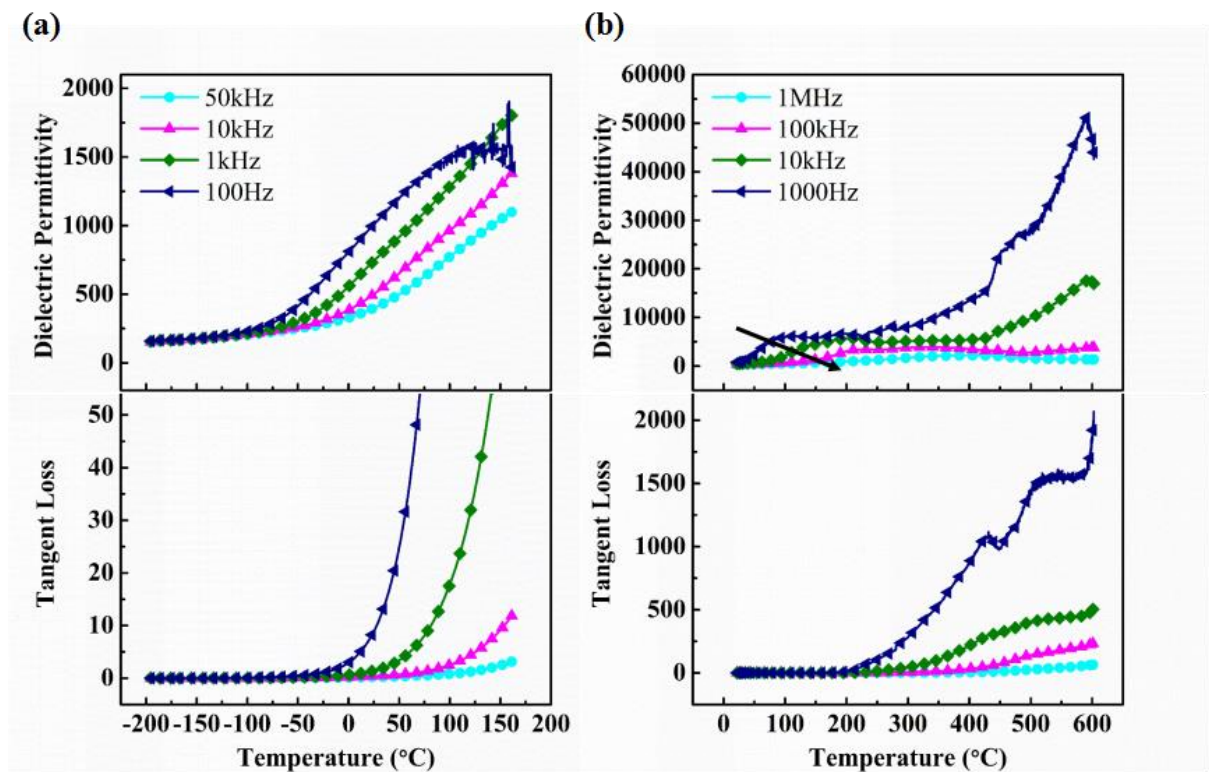 (a)
(b)
2000
1500
1000
500
0
Dielectric Permittivity
50kHz
10kHz
1kHz
100Hz
60000
50000
40000
30000
20000
10000
0
Dielectric Permittivity
1MHz
100kHz
10kHz
1000Hz
50
40
30
20
10
0
Tangent Loss
-200 -150 -100 -50 0 50 100 150 200
Temperature (°C)
2000
1500
1000
500
0
Tangent Loss
0 100 200 300 400 500 600
Temperature (°C)